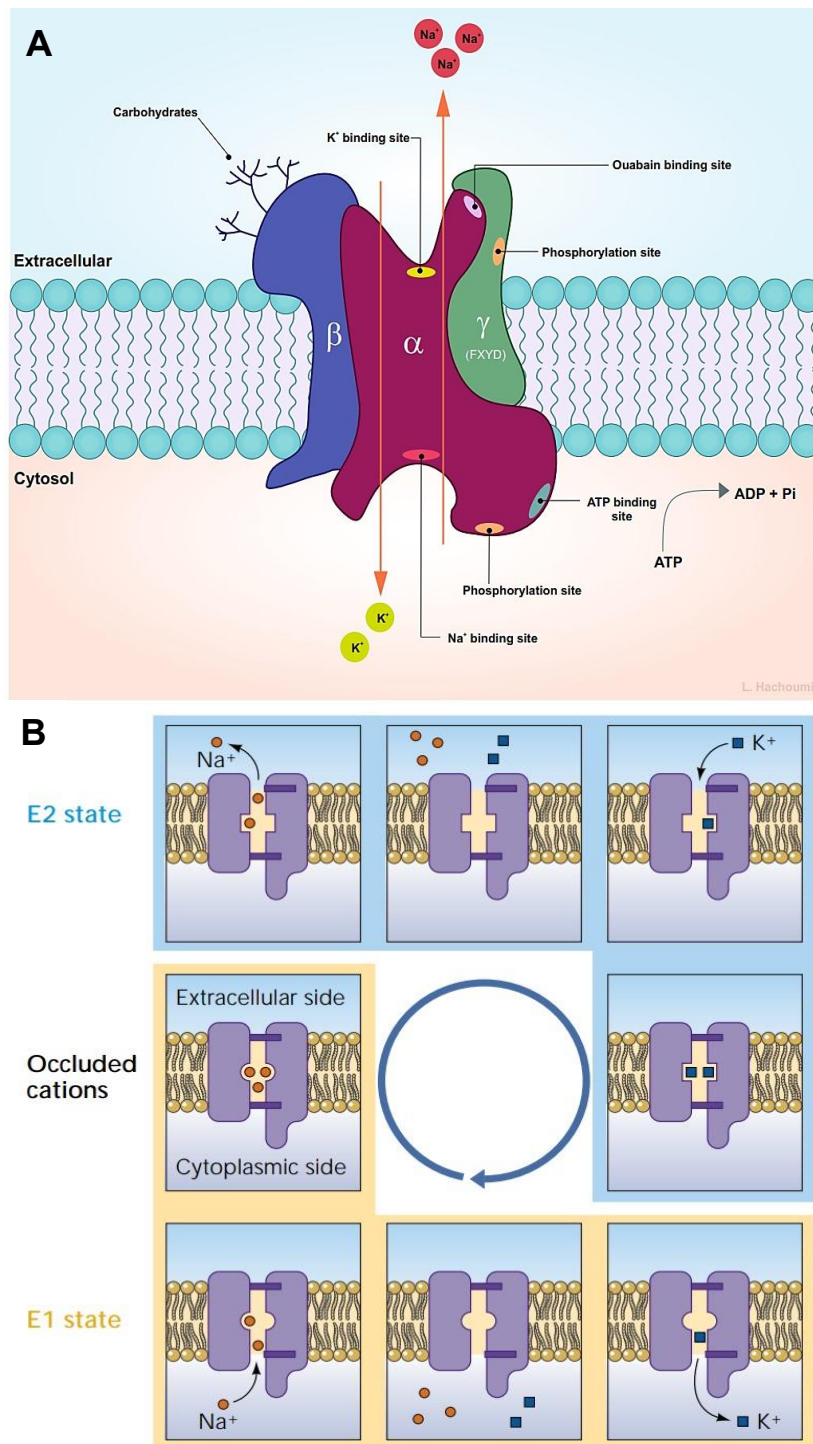 A
Na⁺
Na⁺
Na⁺
Carbohydrates
K⁺ binding site
Ouabain binding site
Phosphorylation site
Extracellular
β
α
γ
(FXYD)
Cytosol
ATP binding
site
ADP + Pi
ATP
Phosphorylation site
K⁺
K⁺
Na⁺ binding site
L. Hachoumi
B
E2 state
Na⁺
K⁺
Occluded
cations
Extracellular side
Cytoplasmic side
E1 state
Na⁺
K⁺